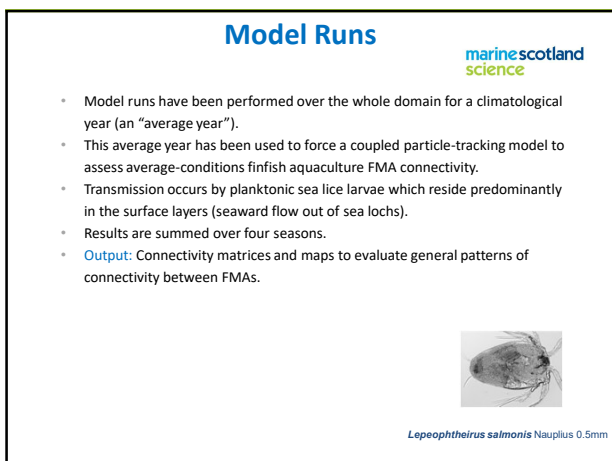 Model Runs
marinescotland
science
• Model runs have been performed over the whole domain for a climatological
year (an “average year”).
• This average year has been used to force a coupled particle-tracking model to
assess average-conditions finfish aquaculture FMA connectivity.
• Transmission occurs by planktonic sea lice larvae which reside predominantly
in the surface layers (seaward flow out of sea lochs).
• Results are summed over four seasons.
• Output: Connectivity matrices and maps to evaluate general patterns of
connectivity between FMAs.
Lepeophtheirus salmonis Nauplius 0.5mm